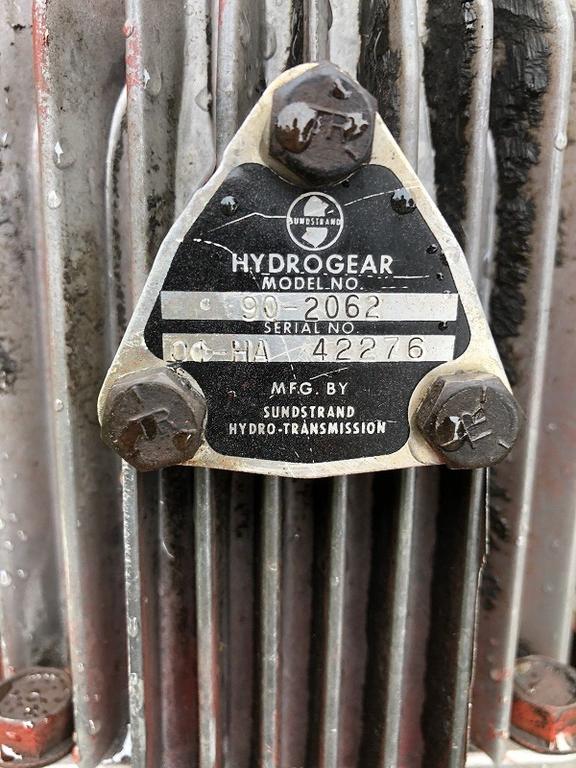 SUNDSTRAND
HYDROGEAR
MODEL NO.
90-2062
SERIAL NO.
42276
MFG. BY
SUNDSTRAND
HYDRO-TRANSMISSION